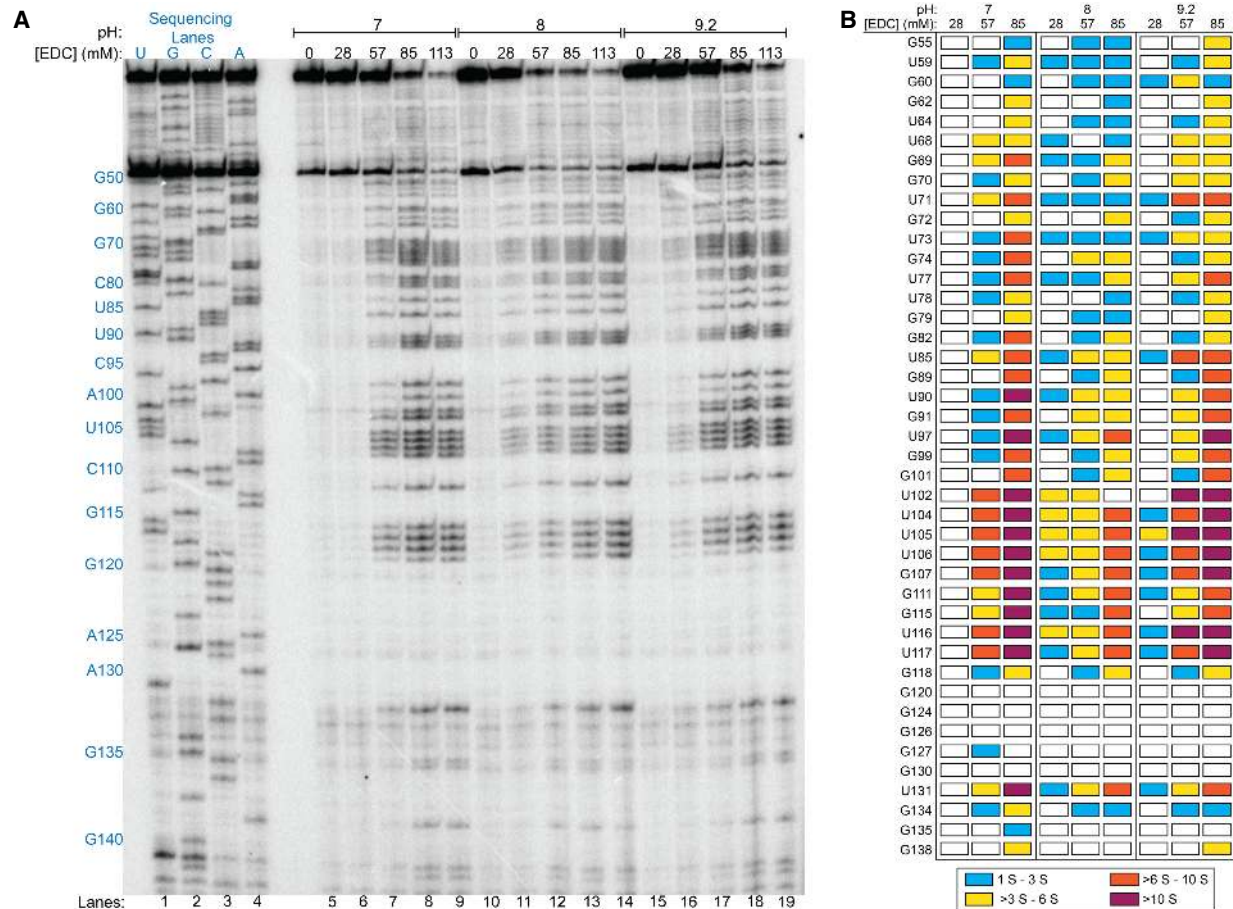 A
Sequencing
Lanes
U G C A
pH: 7 8 9.2
[EDC] (mM): 0 28 57 85 113 0 28 57 85 113 0 28 57 85 113
G50
G60
G70
C80
U85
U90
C95
A100
U105
C110
G115
G120
A125
A130
G135
G140
Lanes: 1 2 3 4 5 6 7 8 9 10 11 12 13 14 15 16 17 18 19
B
pH: 7 8 9.2
[EDC] (mM): 28 57 85 28 57 85 28 57 85
G55
U59
G60
G62
U64
U68
G69
G70
U71
G72
U73
G74
U77
U78
G79
G82
U85
G89
U90
G91
U97
G99
G101
U102
U104
U105
U106
G107
G111
G115
U116
U117
G118
G120
G124
G126
G127
G130
U131
G134
G135
G138
1 S - 3 S
>6 S - 10 S
>3 S - 6 S
>10 S